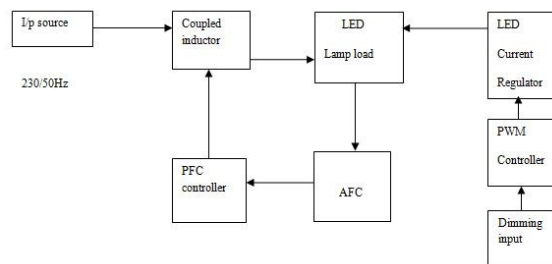 I/p source
230/50Hz
Coupled
inductor
LED
Lamp load
LED
Current
Regulator
PFC
controller
AFC
PWM
Controller
Dimming
input